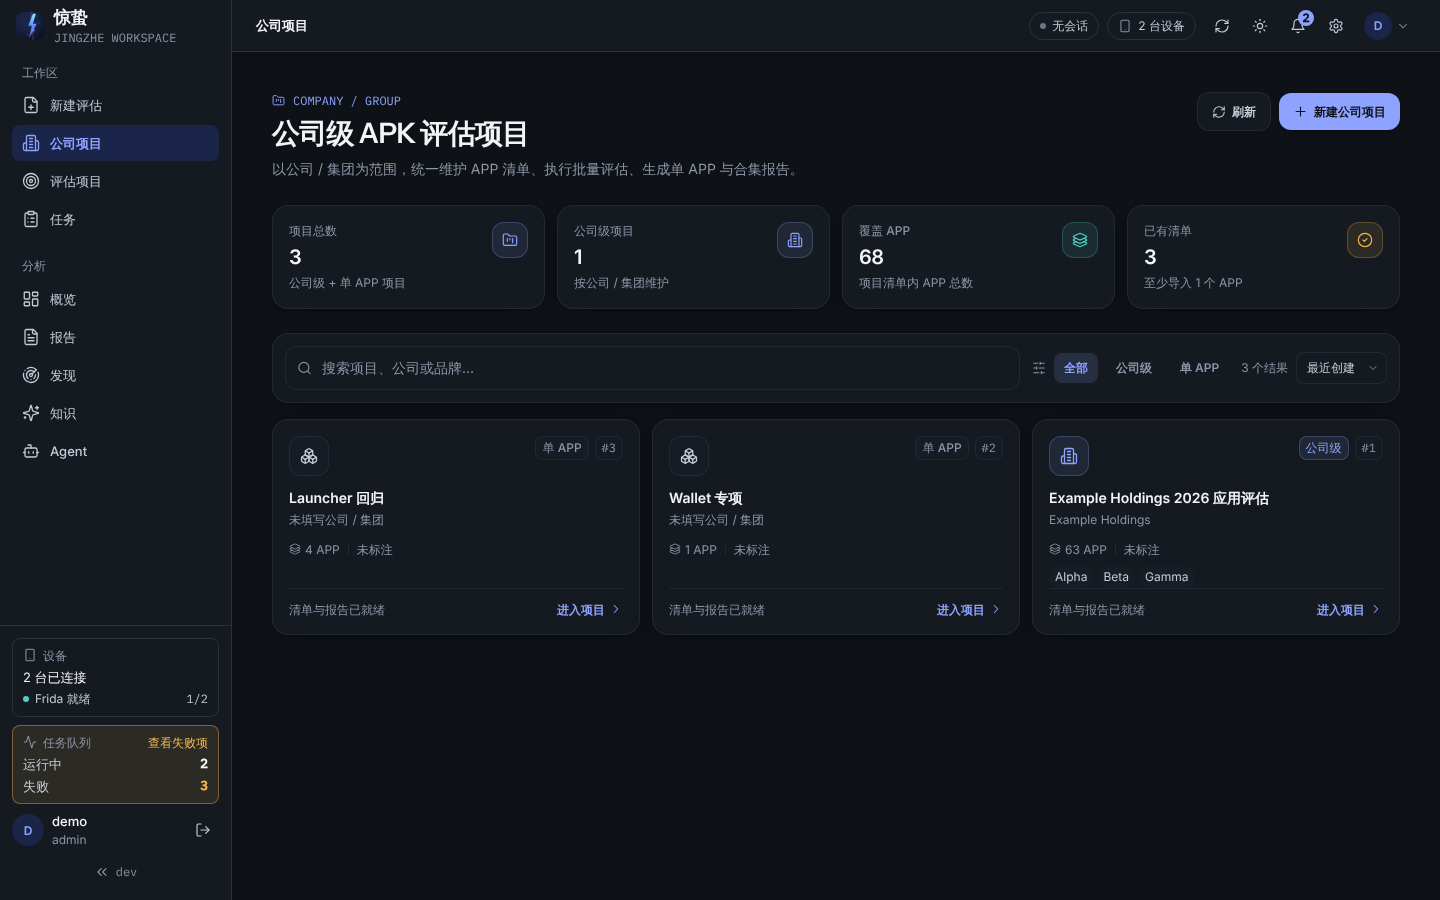 惊蛰
JINGZHE WORKSPACE
工作区
新建评估
公司项目
评估项目
任务
分析
概览
报告
发现
知识
Agent
设备
2 台已连接
Frida 就绪 1/2
任务队列 查看失败项
运行中 2
失败 3
D demo
admin
dev
公司项目
无会话 2 台设备 2 D
COMPANY / GROUP
公司级 APK 评估项目
以公司 / 集团为范围，统一维护 APP 清单、执行批量评估、生成单 APP 与合集报告。
刷新 新建公司项目
项目总数
3
公司级 + 单 APP 项目
公司级项目
1
按公司 / 集团维护
覆盖 APP
68
项目清单内 APP 总数
已有清单
3
至少导入 1 个 APP
搜索项目、公司或品牌... 全部 公司级 单 APP 3 个结果 最近创建
单 APP #3
Launcher 回归
未填写公司 / 集团
4 APP 未标注
清单与报告已就绪 进入项目
单 APP #2
Wallet 专项
未填写公司 / 集团
1 APP 未标注
清单与报告已就绪 进入项目
公司级 #1
Example Holdings 2026 应用评估
Example Holdings
63 APP 未标注
Alpha Beta Gamma
清单与报告已就绪 进入项目